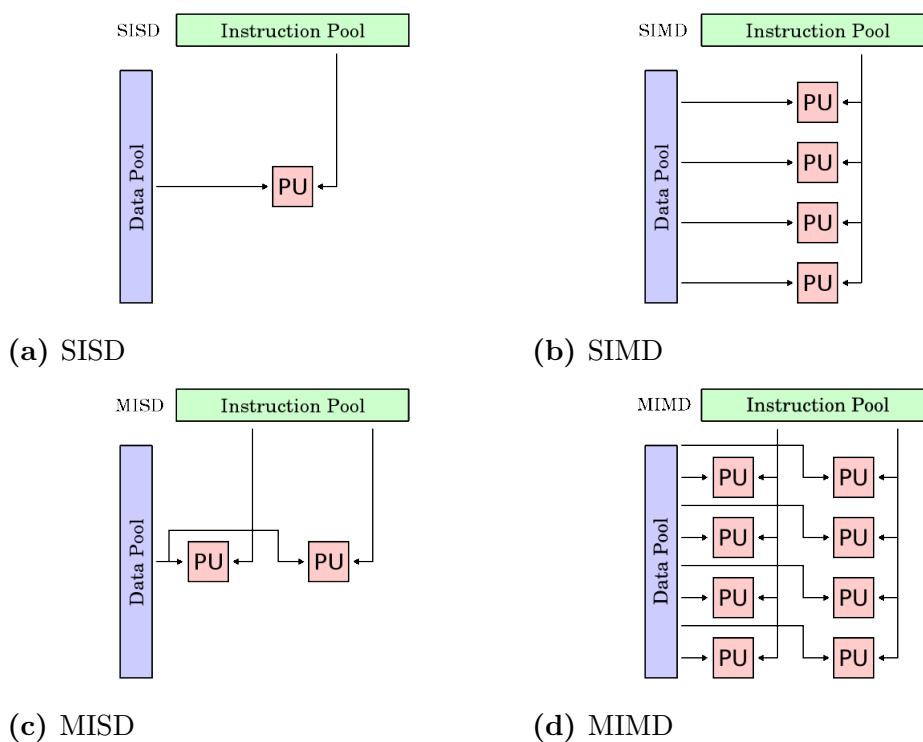 SISD Instruction Pool
Data Pool
PU
(a) SISD
SIMD Instruction Pool
Data Pool
PU
PU
PU
PU
(b) SIMD
MISD Instruction Pool
Data Pool
PU PU
(c) MISD
MIMD Instruction Pool
Data Pool
PU PU
PU PU
PU PU
PU PU
(d) MIMD